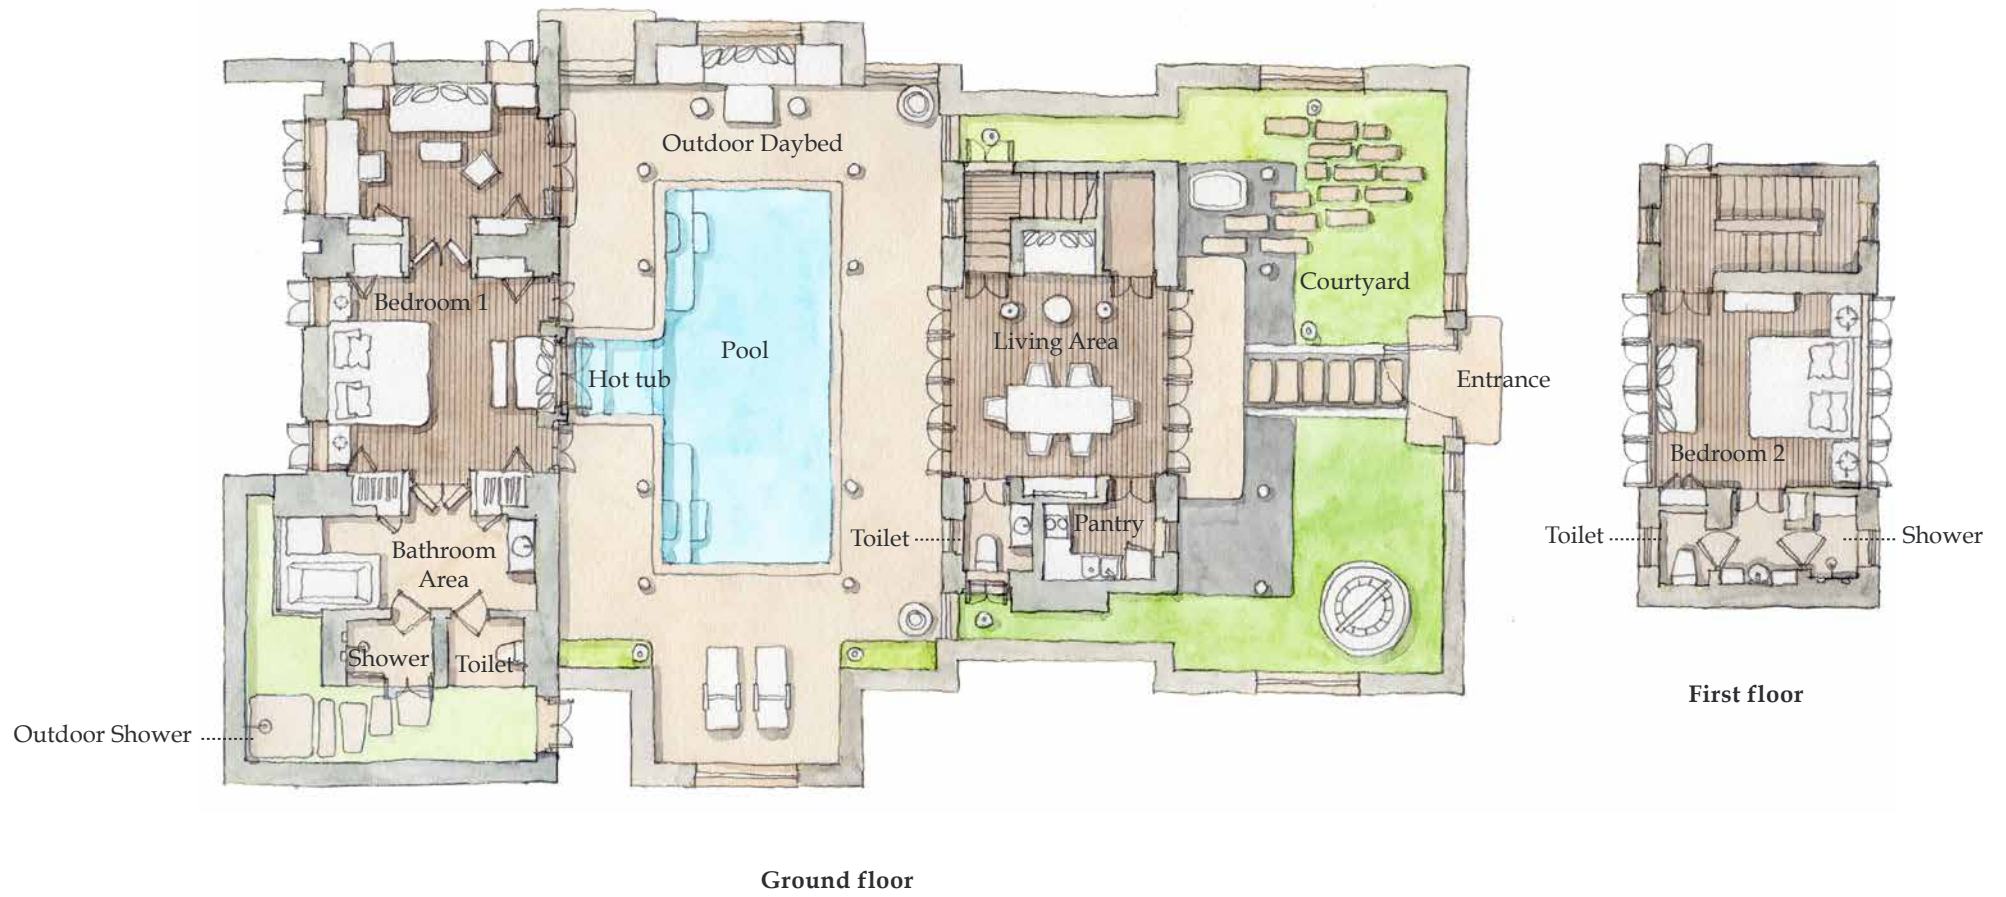 Outdoor Daybed
Bedroom 1
Courtyard
Living Area
Pool
Hot tub
Entrance
Bedroom 2
Toilet
Pantry
Bathroom
Area
Toilet
Shower
Shower
Toilet
Outdoor Shower
First floor
Ground floor